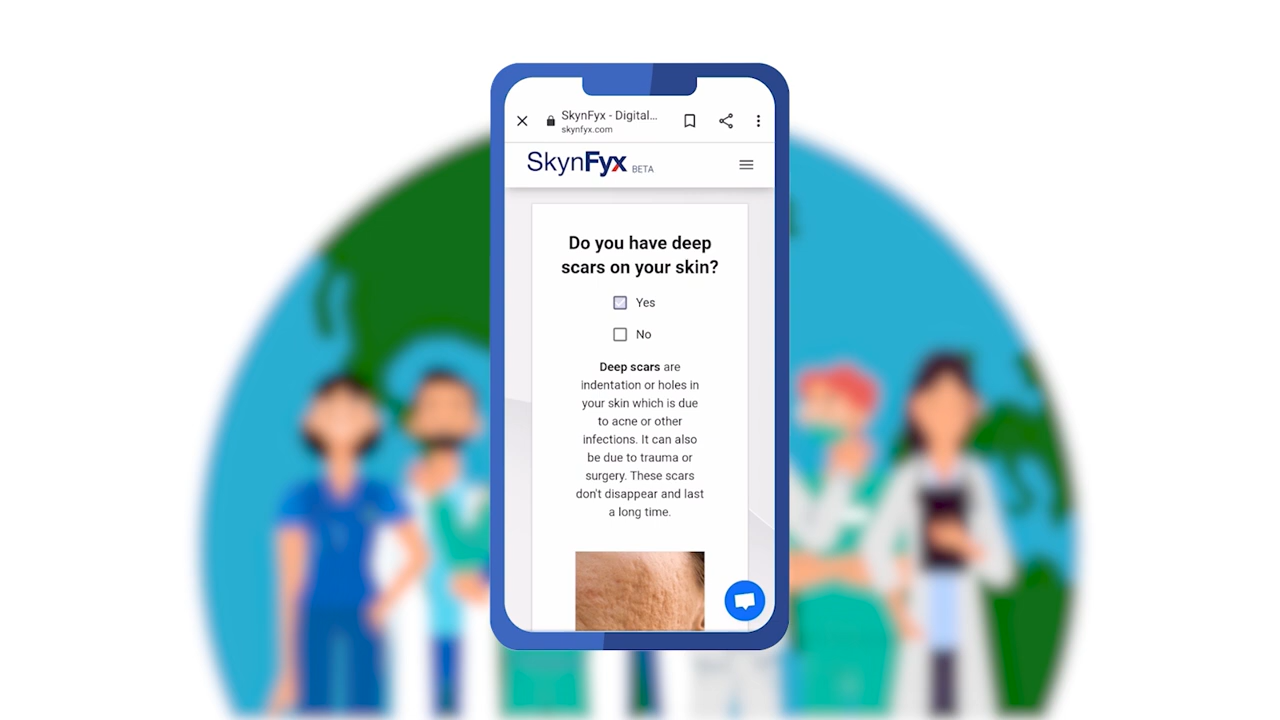 SkynFyx - Digital...
skynfyx.com
SkynFyx BETA
Do you have deep
scars on your skin?
Yes
No
Deep scars are
indentation or holes in
your skin which is due
to acne or other
infections. It can also
be due to trauma or
surgery. These scars
don't disappear and last
a long time.